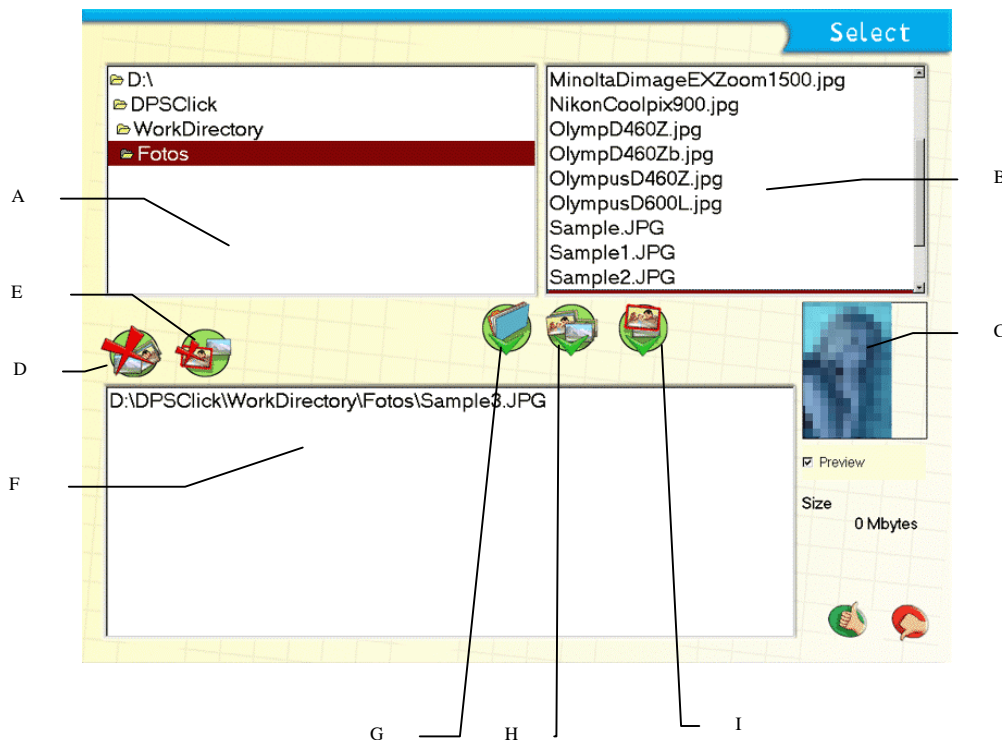 Select
D:\
DPSClick
WorkDirectory
Fotos
MinoltaDimageEXZoom1500.jpg
NikonCoolpix900.jpg
OlympD460Z.jpg
OlympD460Zb.jpg
OlympusD460Z.jpg
OlympusD600L.jpg
Sample.JPG
Sample1.JPG
Sample2.JPG
A
B
E
C
D
D:\DPSClick\WorkDirectory\Fotos\Sample3.JPG
Preview
F
Size
0 Mbytes
G
H
I